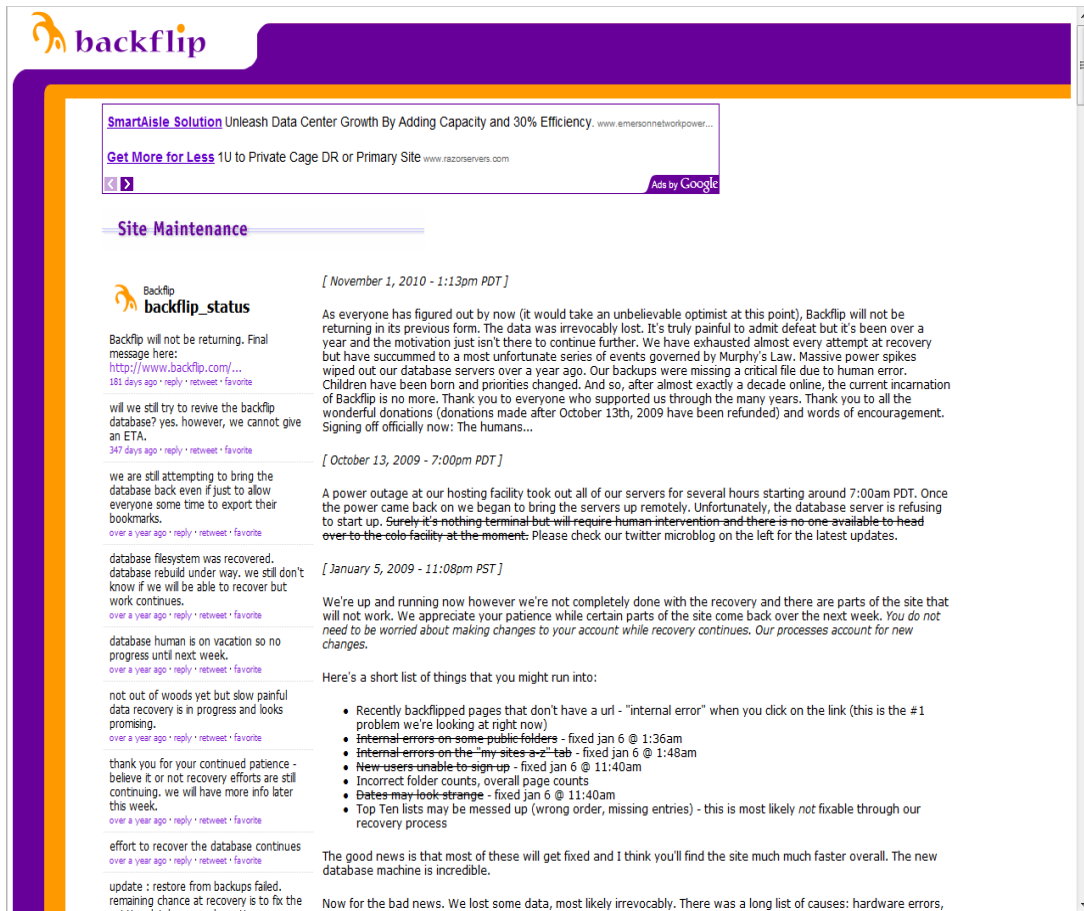 backflip
SmartAisle Solution Unleash Data Center Growth By Adding Capacity and 30% Efficiency. www.emersonnetworkpower...
Get More for Less 1U to Private Cage DR or Primary Site www.razorservers.com
Ads by Google
Site Maintenance
Backflip
backflip_status
Backflip will not be returning. Final
message here:
http://www.backflip.com/...
181 days ago · reply · retweet · favorite
will we still try to revive the backflip
database? yes. however, we cannot give
an ETA.
347 days ago · reply · retweet · favorite
we are still attempting to bring the
database back even if just to allow
everyone some time to export their
bookmarks.
over a year ago · reply · retweet · favorite
database filesystem was recovered.
database rebuild under way. we still don't
know if we will be able to recover but
work continues.
over a year ago · reply · retweet · favorite
database human is on vacation so no
progress until next week.
over a year ago · reply · retweet · favorite
not out of woods yet but slow painful
data recovery is in progress and looks
promising.
over a year ago · reply · retweet · favorite
thank you for your continued patience -
believe it or not recovery efforts are still
continuing. we will have more info later
this week.
over a year ago · reply · retweet · favorite
effort to recover the database continues
over a year ago · reply · retweet · favorite
update : restore from backups failed.
remaining chance at recovery is to fix the
[ November 1, 2010 - 1:13pm PDT ]
As everyone has figured out by now (it would take an unbelievable optimist at this point), Backflip will not be
returning in its previous form. The data was irrevocably lost. It's truly painful to admit defeat but it's been over a
year and the motivation just isn't there to continue further. We have exhausted almost every attempt at recovery
but have succummed to a most unfortunate series of events governed by Murphy's Law. Massive power spikes
wiped out our database servers over a year ago. Our backups were missing a critical file due to human error.
Children have been born and priorities changed. And so, after almost exactly a decade online, the current incarnation
of Backflip is no more. Thank you to everyone who supported us through the many years. Thank you to all the
wonderful donations (donations made after October 13th, 2009 have been refunded) and words of encouragement.
Signing off officially now: The humans...
[ October 13, 2009 - 7:00pm PDT ]
A power outage at our hosting facility took out all of our servers for several hours starting around 7:00am PDT. Once
the power came back on we began to bring the servers up remotely. Unfortunately, the database server is refusing
to start up. Surely it's nothing terminal but will require human intervention and there is no one available to head
over to the colo facility at the moment. Please check our twitter microblog on the left for the latest updates.
[ January 5, 2009 - 11:08pm PST ]
We're up and running now however we're not completely done with the recovery and there are parts of the site that
will not work. We appreciate your patience while certain parts of the site come back over the next week. You do not
need to be worried about making changes to your account while recovery continues. Our processes account for new
changes.
Here's a short list of things that you might run into:
• Recently backflipped pages that don't have a url - "internal error" when you click on the link (this is the #1
problem we're looking at right now)
• Internal errors on some public folders - fixed jan 6 @ 1:36am
• Internal errors on the "my sites a-z" tab - fixed jan 6 @ 1:48am
• New users unable to sign up - fixed jan 6 @ 11:40am
• Incorrect folder counts, overall page counts
• Dates may look strange - fixed jan 6 @ 11:40am
• Top Ten lists may be messed up (wrong order, missing entries) - this is most likely not fixable through our
recovery process
The good news is that most of these will get fixed and I think you'll find the site much much faster overall. The new
database machine is incredible.
Now for the bad news. We lost some data, most likely irrevocably. There was a long list of causes: hardware errors,